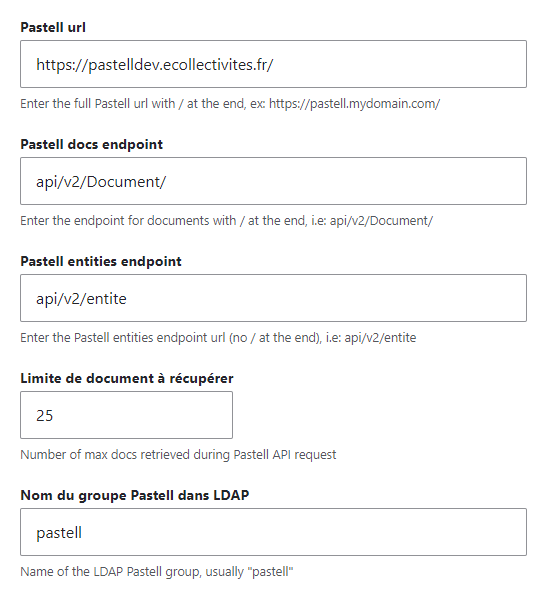 Pastell url
https://pastelldev.ecollectivites.fr/
Enter the full Pastell url with / at the end, ex: https://pastell.mydomain.com/
Pastell docs endpoint
api/v2/Document/
Enter the endpoint for documents with / at the end, i.e: api/v2/Document/
Pastell entities endpoint
api/v2/entite
Enter the Pastell entities endpoint url (no / at the end), i.e: api/v2/entite
Limite de document à récupérer
25
Number of max docs retrieved during Pastell API request
Nom du groupe Pastell dans LDAP
pastell
Name of the LDAP Pastell group, usually "pastell"